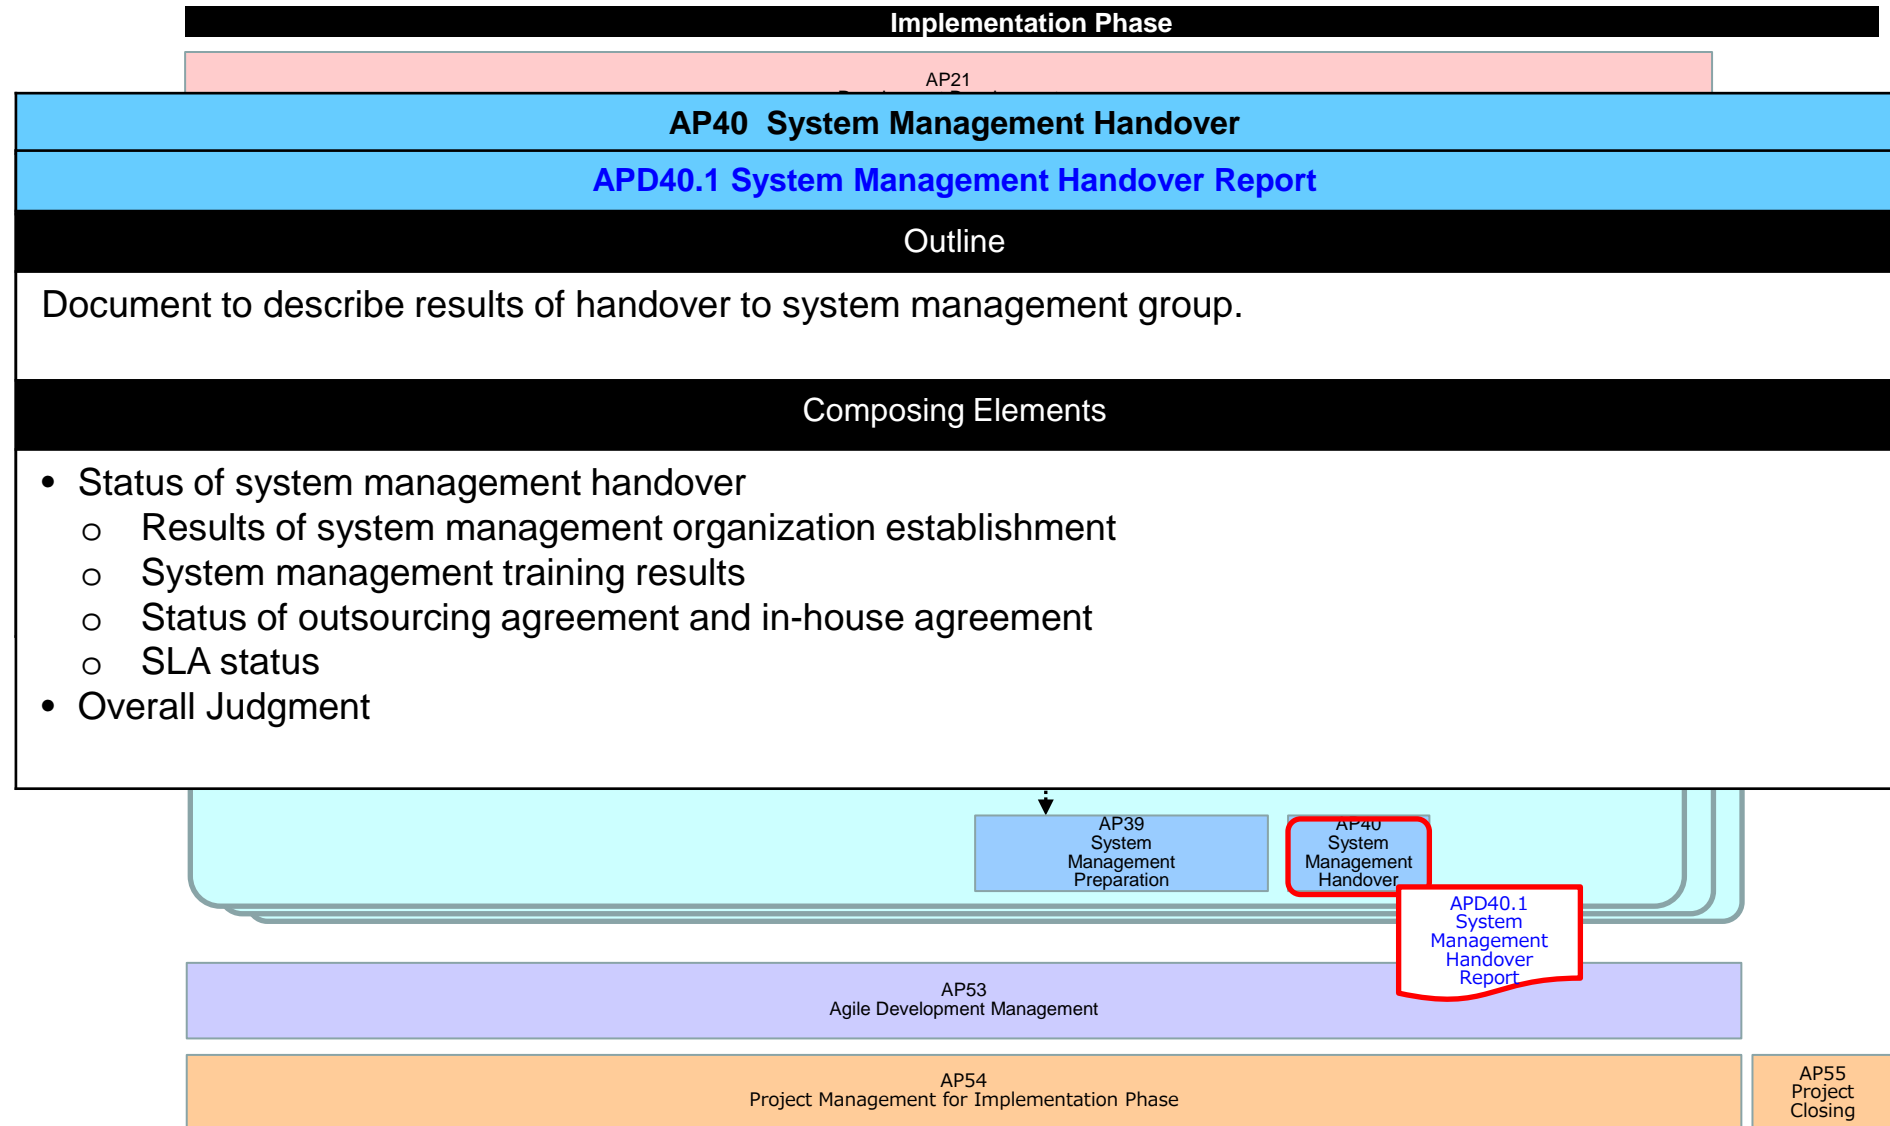 Implementation Phase
AP21
AP40 System Management Handover
APD40.1 System Management Handover Report
Outline
Document to describe results of handover to system management group.
Composing Elements
• Status of system management handover
o Results of system management organization establishment
o System management training results
o Status of outsourcing agreement and in-house agreement
o SLA status
• Overall Judgment
AP39
System
Management
Preparation
AP40
System
Management
Handover
APD40.1
System
Management
Handover
Report
AP53
Agile Development Management
AP54
Project Management for Implementation Phase
AP55
Project
Closing